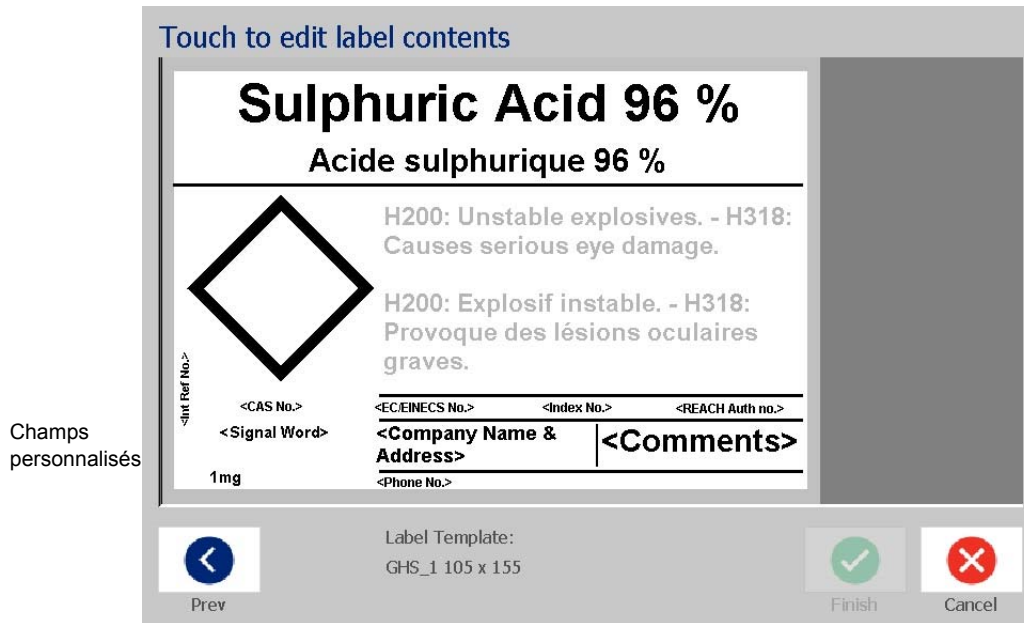 Touch to edit label contents
Sulphuric Acid 96 %
Acide sulphurique 96 %
H200: Unstable explosives. - H318:
Causes serious eye damage.
H200: Explosif instable. - H318:
Provoque des lésions oculaires
graves.
<Int Ref No.>
<CAS No.>
<EC/EINECS No.> <Index No.> <REACH Auth no.>
<Signal Word>
<Company Name &
Address>
<Comments>
1mg
<Phone No.>
Champs
personnalisés
Label Template:
GHS_1 105 x 155
Prev
Finish
Cancel